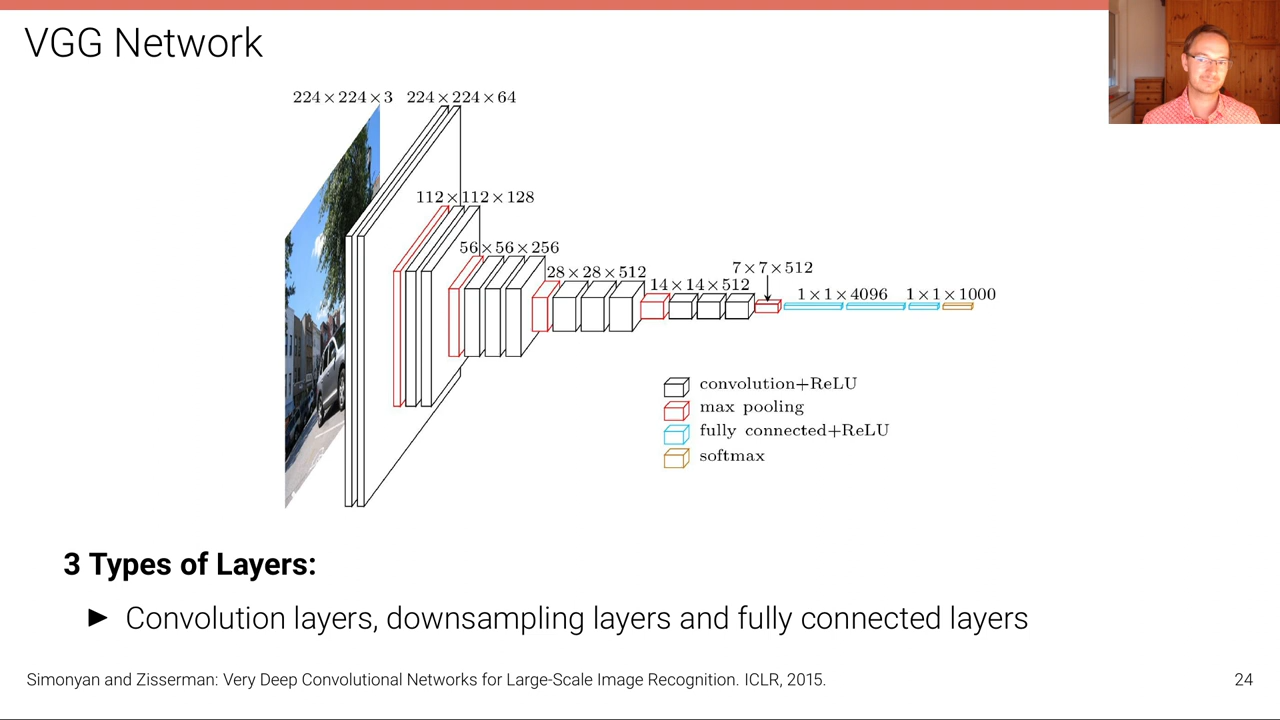 VGG Network
224×224×3 224×224×64
112×112×128
56×56×256
28×28×512
14×14×512
7×7×512
1×1×4096 1×1×1000
convolution+ReLU
max pooling
fully connected+ReLU
softmax
3 Types of Layers:
► Convolution layers, downsampling layers and fully connected layers
Simonyan and Zisserman: Very Deep Convolutional Networks for Large-Scale Image Recognition. ICLR, 2015.
24